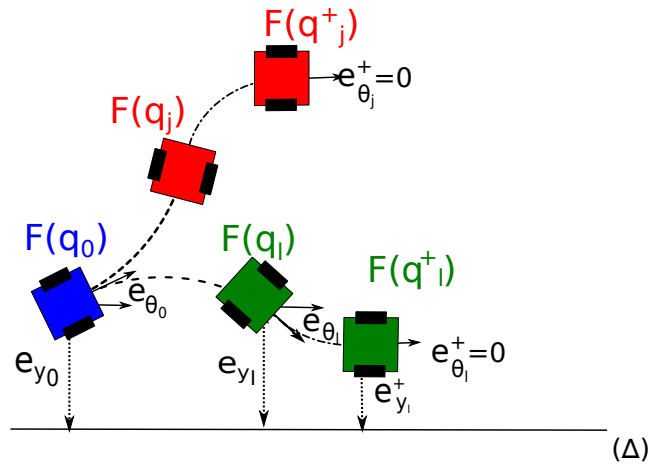 F(q⁺ⱼ)
e⁺θⱼ=0
F(qⱼ)
F(q₀)
F(qₗ)
F(q⁺ₗ)
eθ₀
eθₗ
e⁺θₗ=0
ey₀
eyₗ
e⁺yₗ
(Δ)